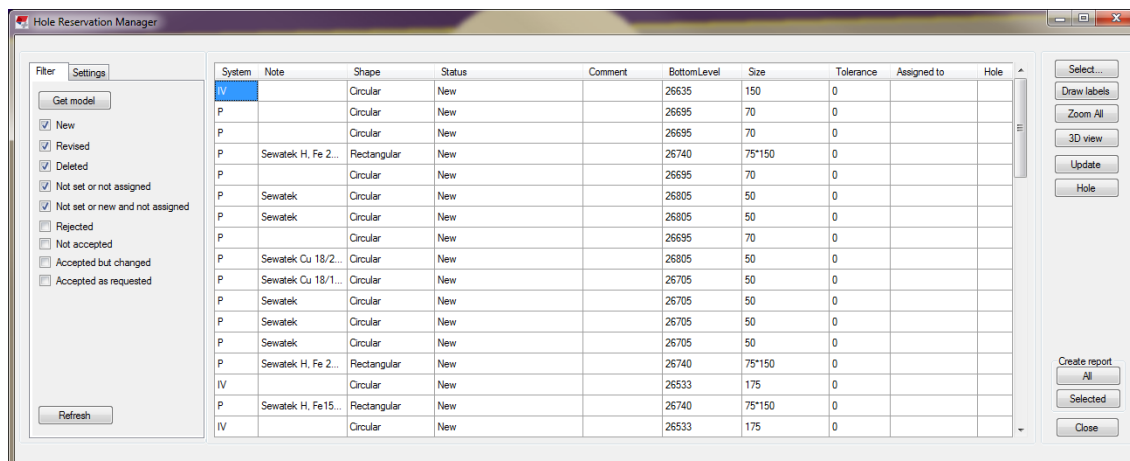 Hole Reservation Manager
Filter Settings
Get model
New
Revised
Deleted
Not set or not assigned
Not set or new and not assigned
Rejected
Not accepted
Accepted but changed
Accepted as requested
Refresh
System Note Shape Status Comment BottomLevel Size Tolerance Assigned to Hole
IV Circular New 26635 150 0
P Circular New 26695 70 0
P Circular New 26695 70 0
P Sewatek H, Fe 2... Rectangular New 26740 75*150 0
P Circular New 26695 70 0
P Sewatek Circular New 26805 50 0
P Sewatek Circular New 26805 50 0
P Circular New 26695 70 0
P Sewatek Cu 18/2... Circular New 26805 50 0
P Sewatek Cu 18/1... Circular New 26705 50 0
P Sewatek Circular New 26705 50 0
P Sewatek Circular New 26705 50 0
P Sewatek Circular New 26705 50 0
P Sewatek H, Fe 2... Rectangular New 26740 75*150 0
IV Circular New 26533 175 0
P Sewatek H, Fe15... Rectangular New 26740 75*150 0
IV Circular New 26533 175 0
Select...
Draw labels
Zoom All
3D view
Update
Hole
Create report
All
Selected
Close